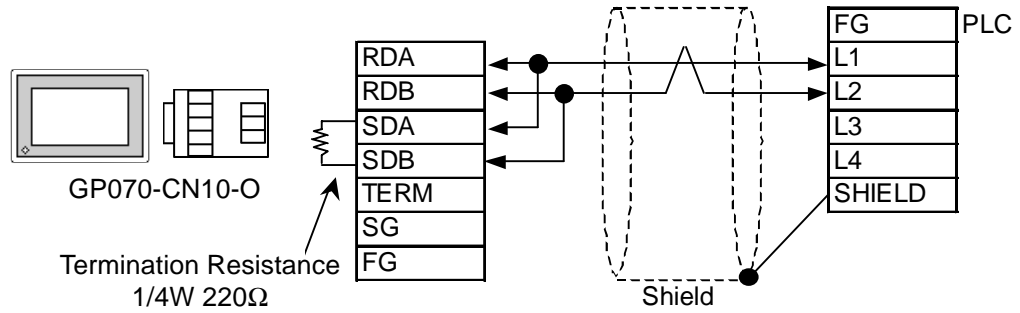 GP070-CN10-O
Termination Resistance
1/4W 220Ω
RDA
RDB
SDA
SDB
TERM
SG
FG
Shield
FG
L1
L2
L3
L4
SHIELD
PLC